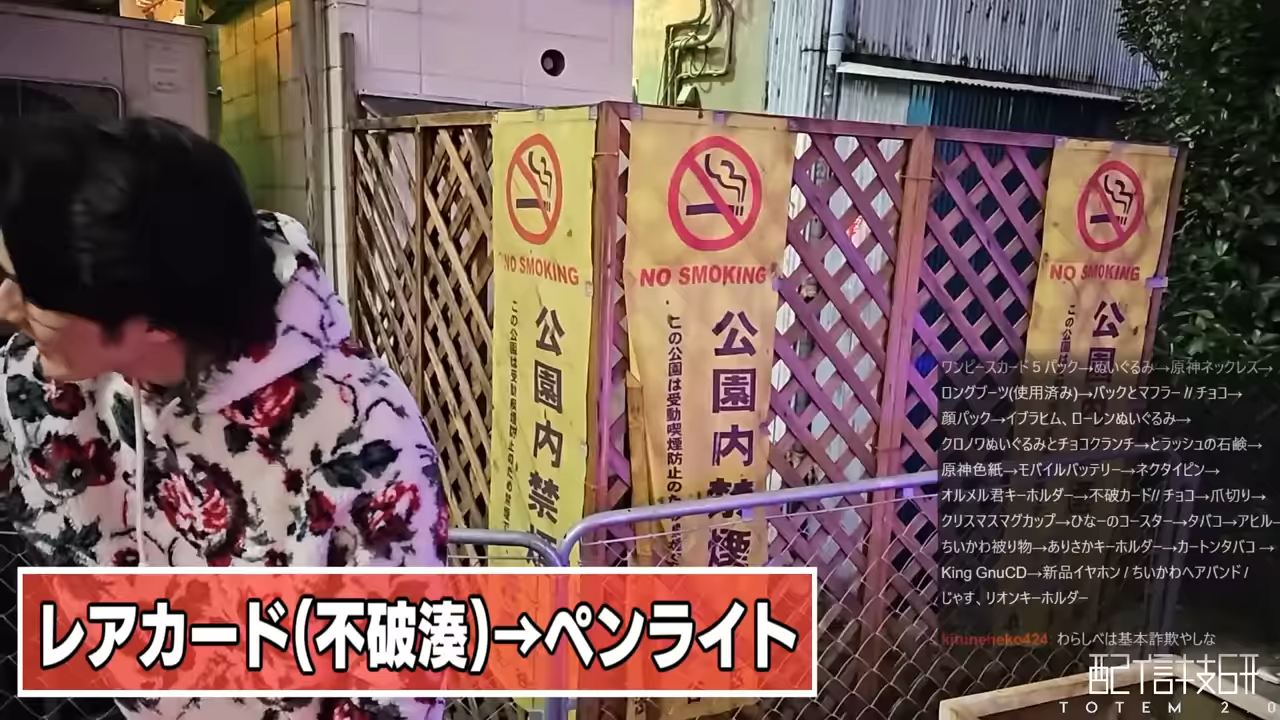 NO SMOKING
公園内禁
NO SMOKING
この公園は受動喫煙防止のた
公園内禁煙
NO SMOKING
この公園は
公園
ワンピースカード5パック→ぬいぐるみ→原神ネックレス→
ロングブーツ(使用済み)→バックとマフラー // チョコ→
顔パック→イブラヒム、ローレンぬいぐるみ→
クロノワぬいぐるみとチョコクランチ→とラッシュの石鹸→
原神色紙→モバイルバッテリー→ネクタイピン→
オルメル君キーホルダー→不破カード// チョコ→爪切り→
クリスマスマグカップ→ひなーのコースター→タバコ→アヒル
ちいかわ被り物→ありさかキーホルダー→カートンタバコ→
King GnuCD→新品イヤホン / ちいかわヘアバンド /
じゃす、リオンキーホルダー
kituneneko424 わらしべは基本詐欺やしな
レアカード(不破湊)→ペンライト
配信技研
TOTEM 2.0